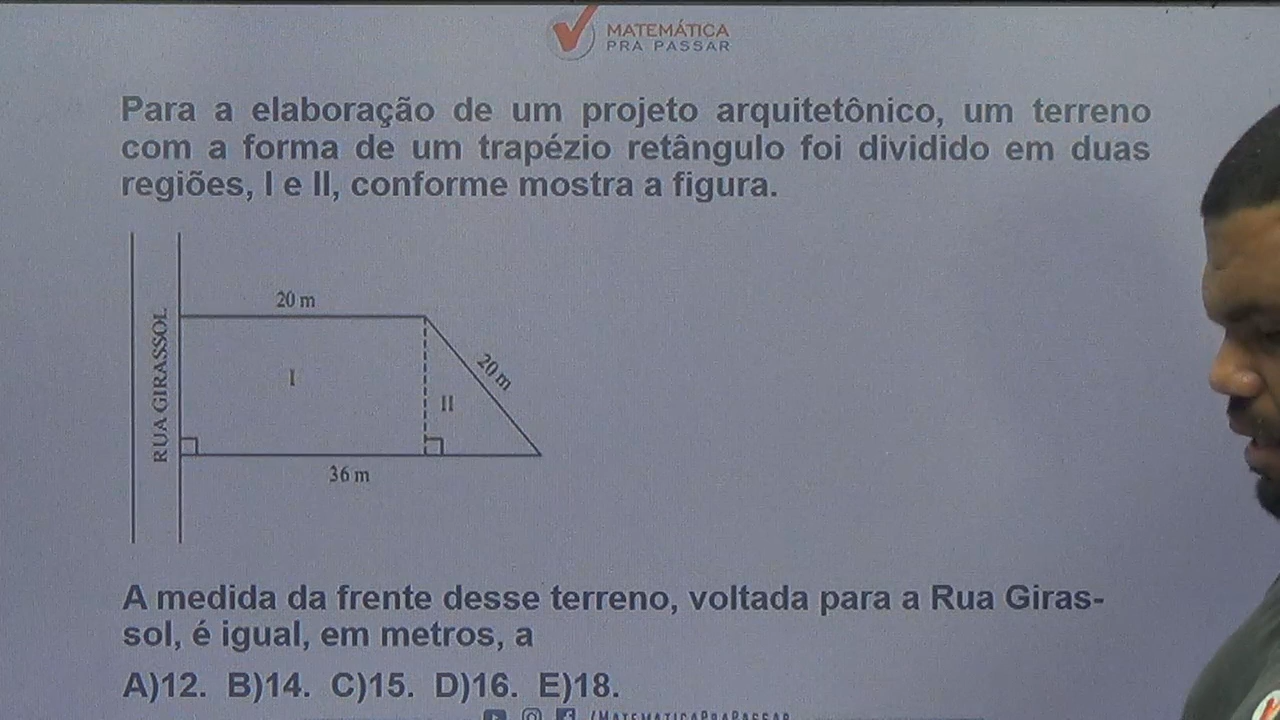 MATEMÁTICA
PRA PASSAR
Para a elaboração de um projeto arquitetônico, um terreno
com a forma de um trapézio retângulo foi dividido em duas
regiões, I e II, conforme mostra a figura.
20 m
RUA GIRASSOL
I
II
20 m
36 m
A medida da frente desse terreno, voltada para a Rua Giras-
sol, é igual, em metros, a
A)12. B)14. C)15. D)16. E)18.
/MATEMATICAPRAPASSAR